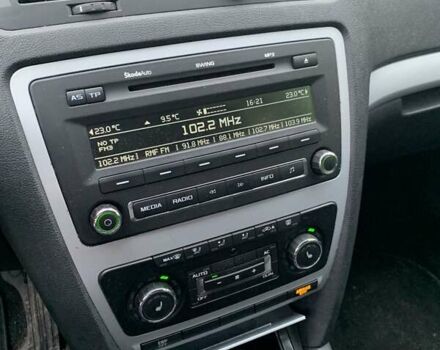 ŠkodaAuto SWING MP3
AS TP
23.0°C 9.5°C 16:21 23.0°C
NO TP 102.2 MHz
FM3
102.2 MHz RMF FM 91.8 MHz 88.1 MHz 102.7 MHz 103.9 MHz
MEDIA RADIO INFO
MAX
AUTO
OFF